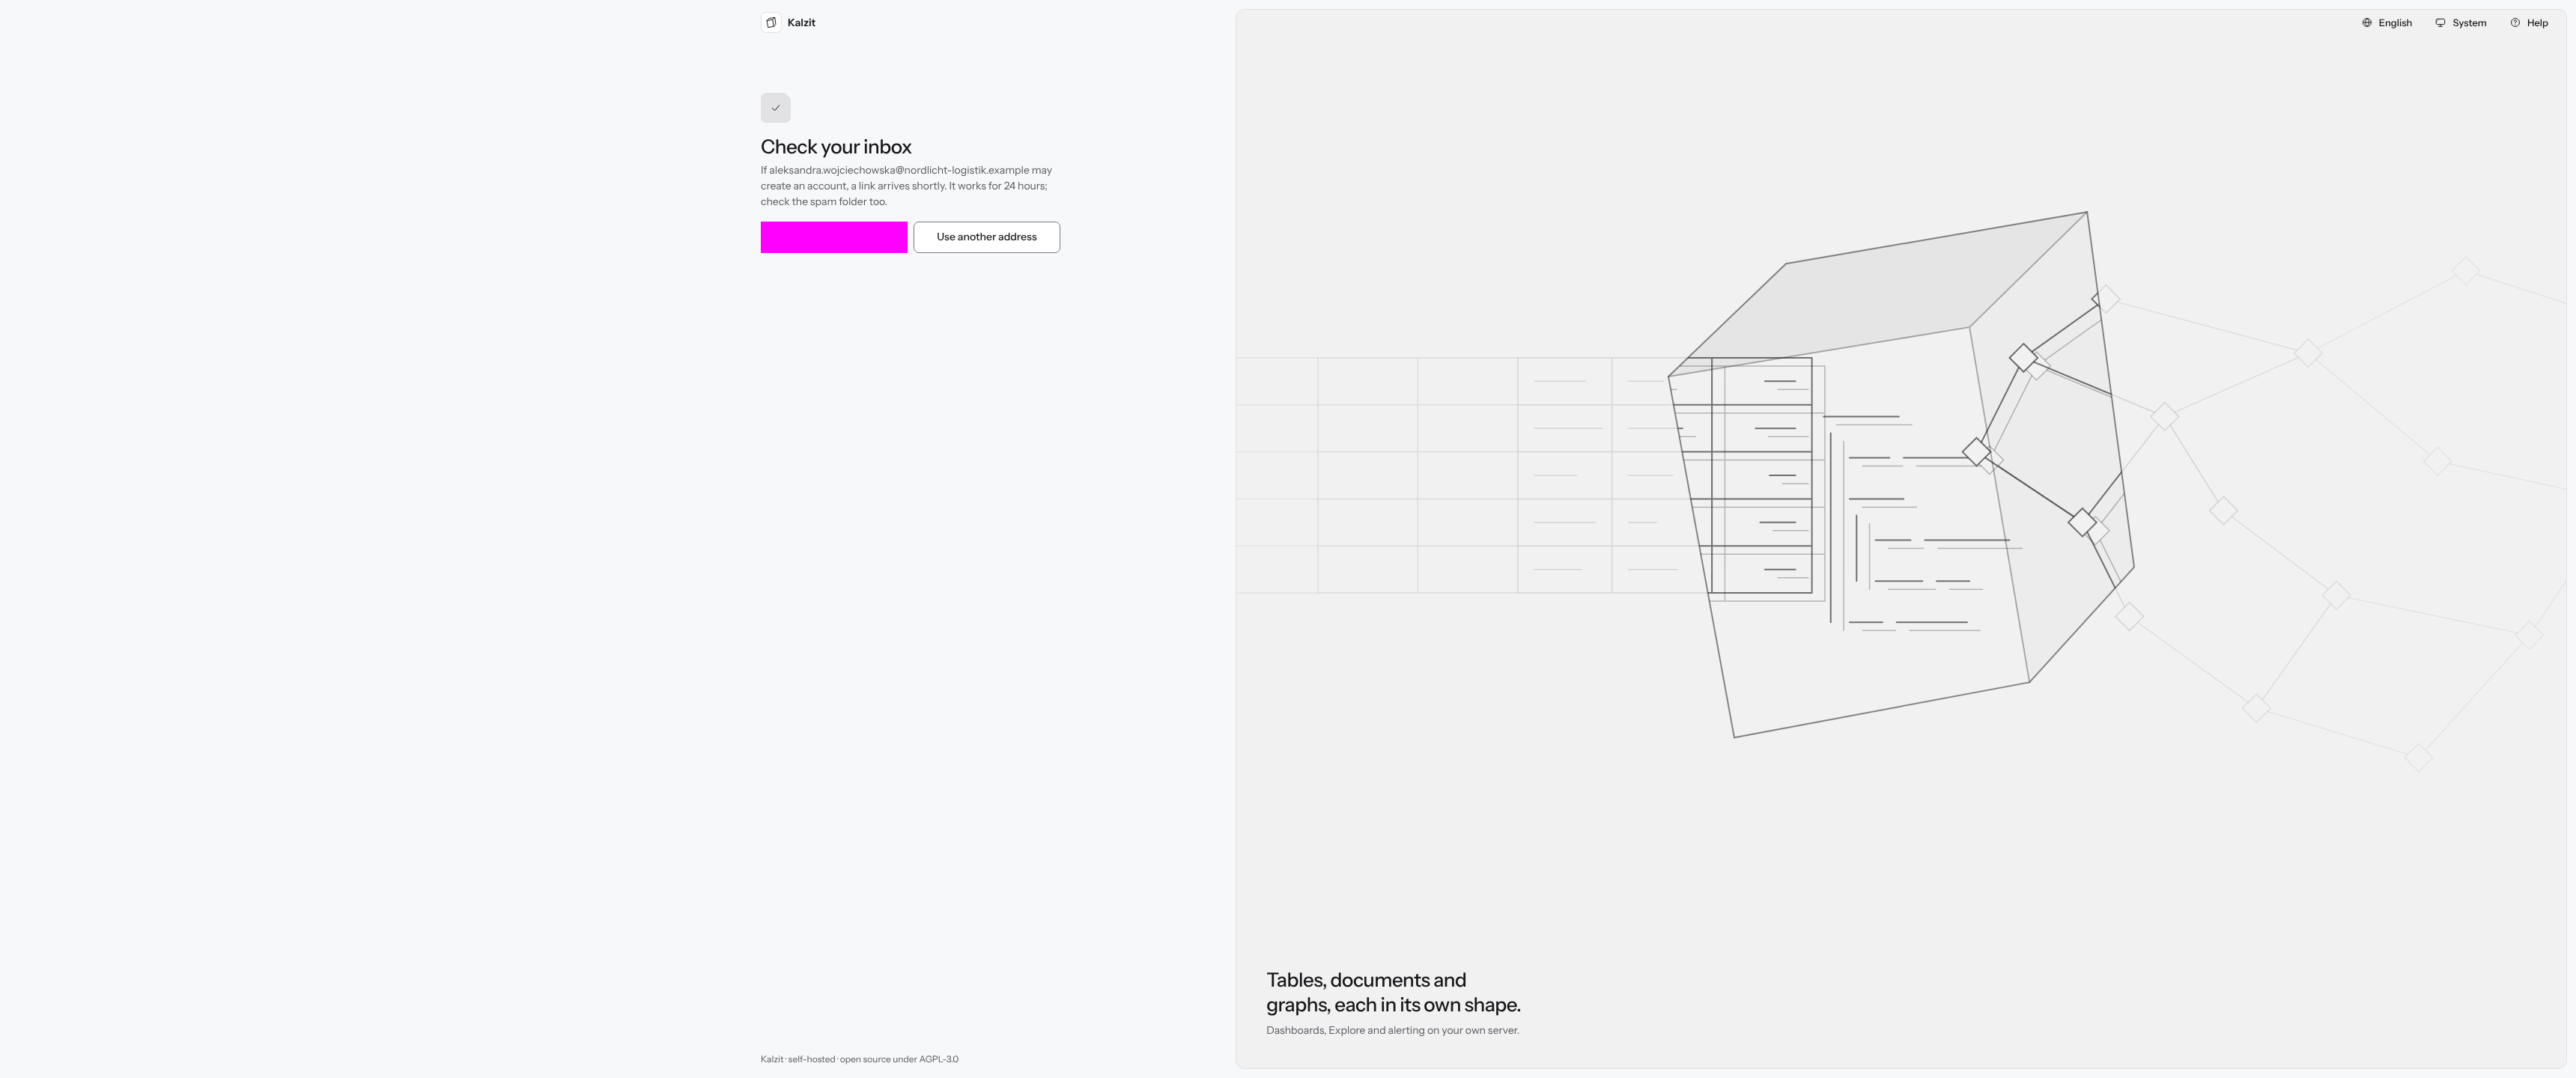 Kalzit
English
System
Help
Check your inbox
If aleksandra.wojciechowska@nordlicht-logistik.example may
create an account, a link arrives shortly. It works for 24 hours;
check the spam folder too.
Use another address
Tables, documents and
graphs, each in its own shape.
Dashboards, Explore and alerting on your own server.
Kalzit · self-hosted · open source under AGPL-3.0